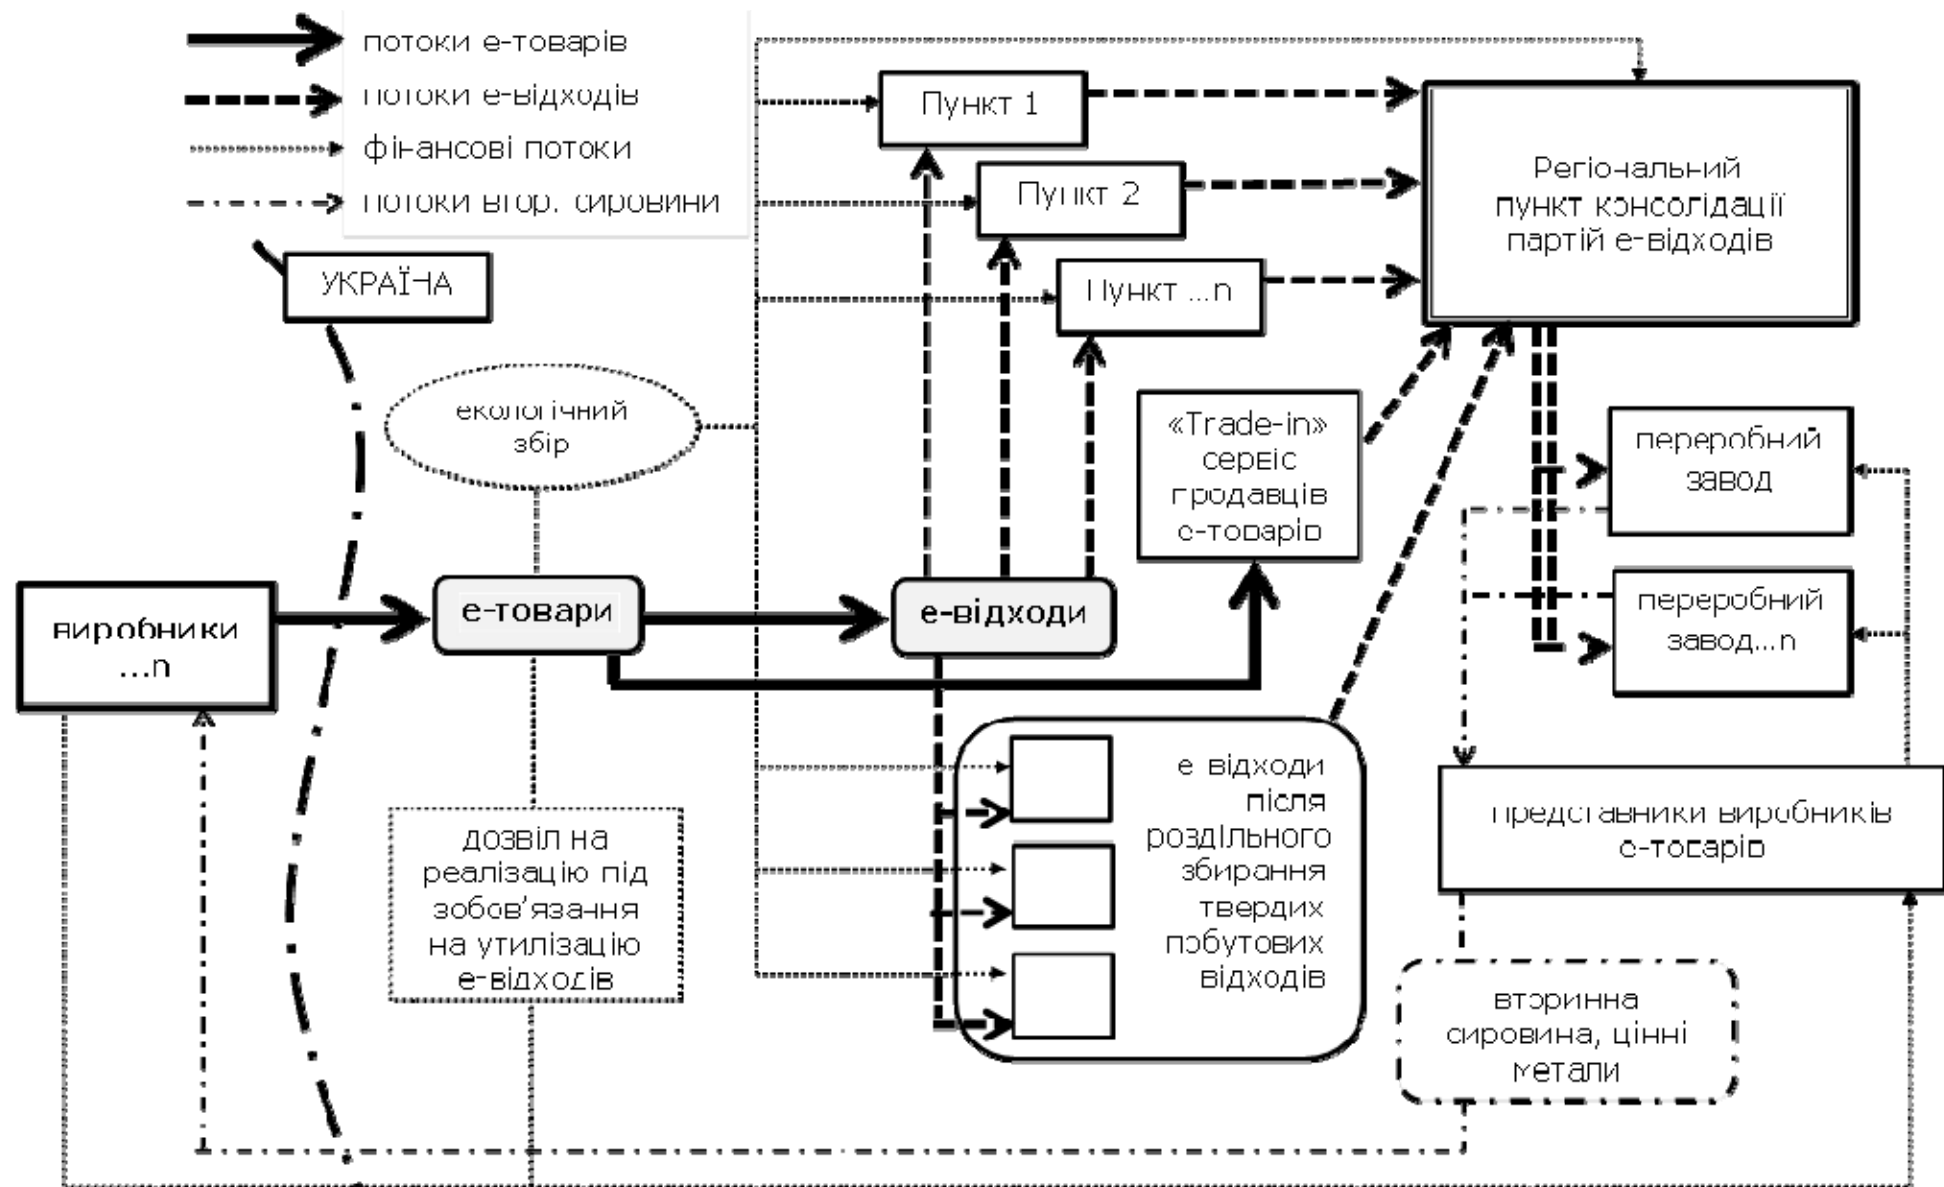 потоки е-товарів
потоки е-відходів
фінансові потоки
потоки втор. сировини
УКРАЇНА
Пункт 1
Пункт 2
Пункт ...n
Регіональний
пункт консолідації
партій е-відходів
екологічний
збір
«Trade-in»
сервіс
продавців
е-товарів
переробний
завод
переробний
завод...n
виробники
...n
е-товари
е-відходи
дозвіл на
реалізацію під
зобов'язання
на утилізацію
е-відходів
е відходи
після
роздільного
збирання
твердих
побутових
відходів
представники виробників
е-товарів
вторинна
сировина, цінні
метали